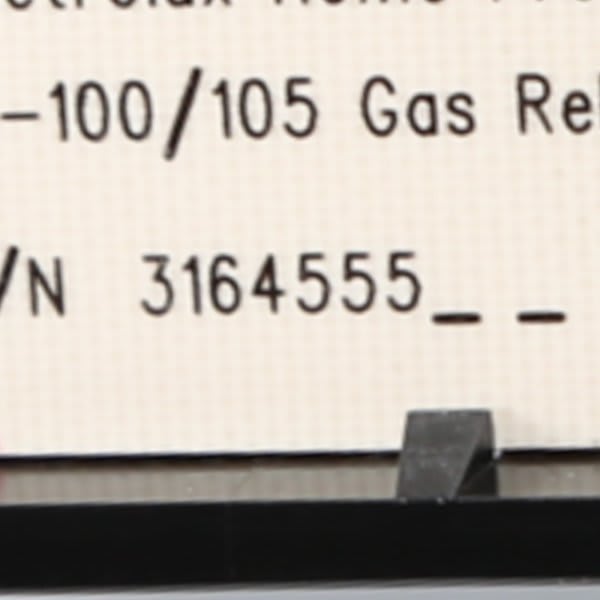 -100/105 Gas Re
/N 3164555_ _